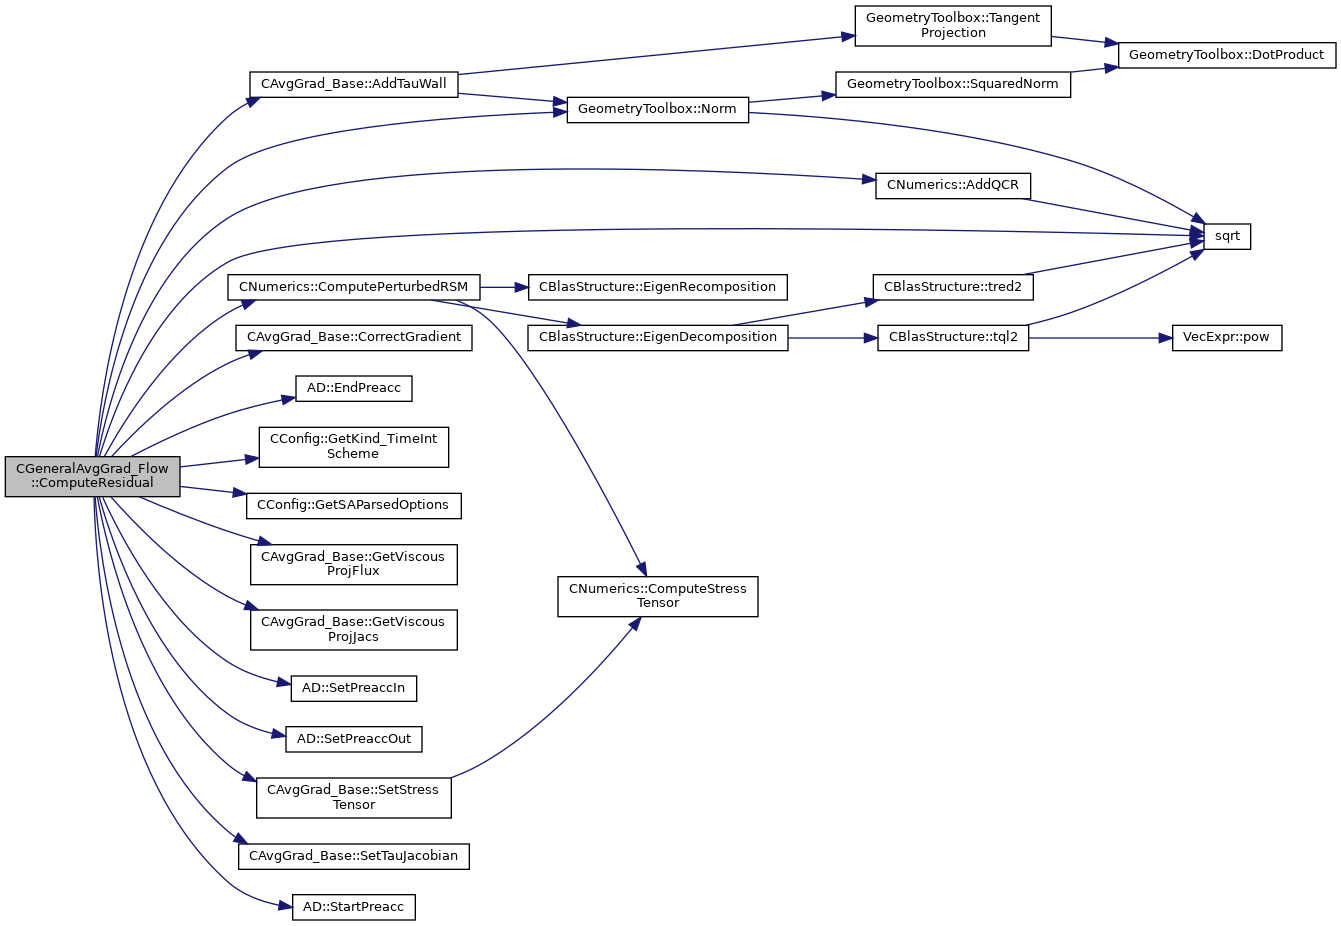 GeometryToolbox::Tangent
Projection
GeometryToolbox::DotProduct
CAvgGrad_Base::AddTauWall
GeometryToolbox::SquaredNorm
GeometryToolbox::Norm
CNumerics::AddQCR
sqrt
CNumerics::ComputePerturbedRSM
CBlasStructure::EigenRecomposition
CBlasStructure::tred2
CAvgGrad_Base::CorrectGradient
CBlasStructure::EigenDecomposition
CBlasStructure::tql2
VecExpr::pow
AD::EndPreacc
CConfig::GetKind_TimeInt
Scheme
CGeneralAvgGrad_Flow
::ComputeResidual
CConfig::GetSAParsedOptions
CAvgGrad_Base::GetViscous
ProjFlux
CNumerics::ComputeStress
Tensor
CAvgGrad_Base::GetViscous
ProjJacs
AD::SetPreaccIn
AD::SetPreaccOut
CAvgGrad_Base::SetStress
Tensor
CAvgGrad_Base::SetTauJacobian
AD::StartPreacc